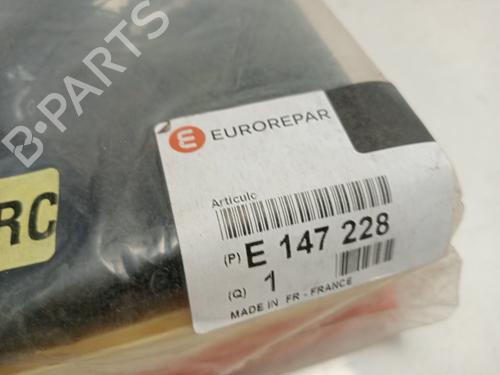 B·PARTS
EUROREPAR
Articulo
(P) E 147 228
(Q) 1
MADE IN FR - FRANCE
RC